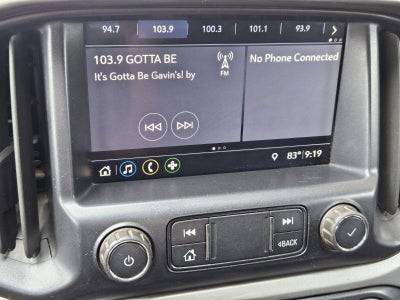 94.7 103.9 100.3 101.1 93.9
103.9 GOTTA BE
It's Gotta Be Gavin's! by
FM
No Phone Connected
83° 9:19
BACK